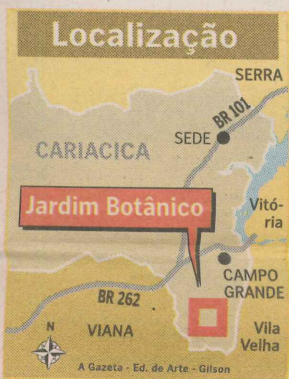 Localização
SERRA
BR 101
SEDE
CARIACICA
Jardim Botânico
Vitó-
ria
CAMPO
GRANDE
BR 262
N
VIANA
Vila
Velha
A Gazeta - Ed. de Arte - Gilson